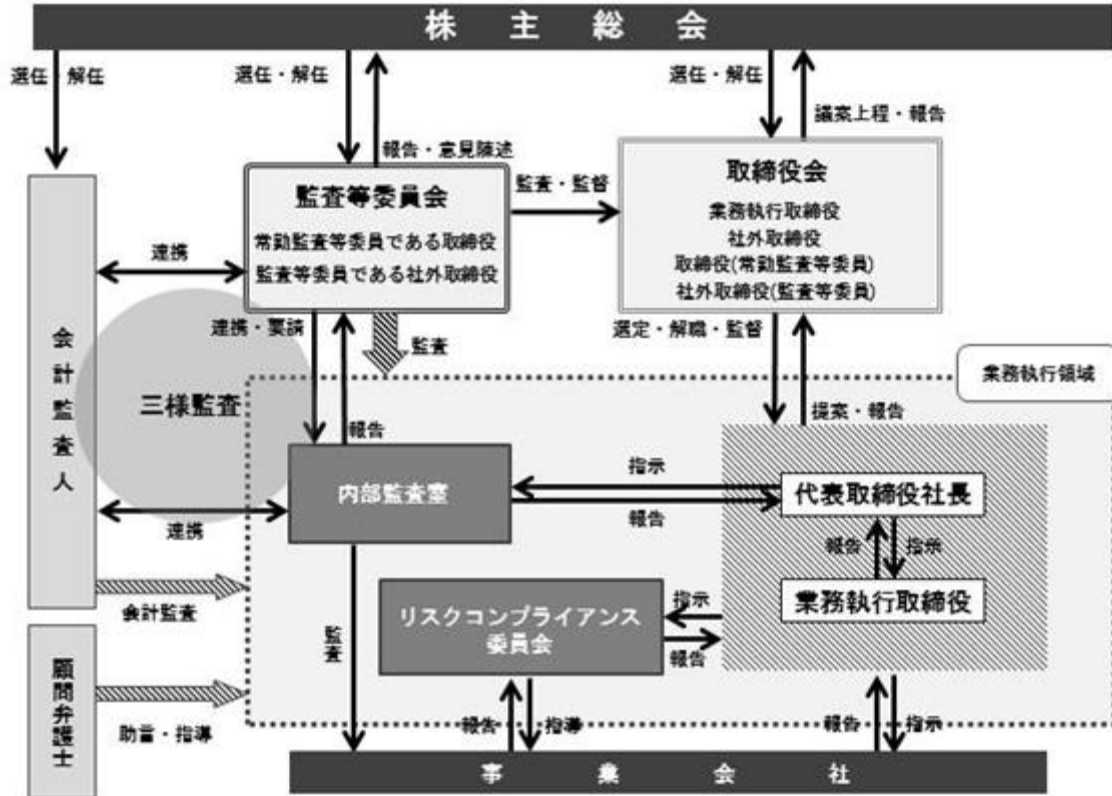 株主総会
選任・解任
選任・解任
選任・解任
報告・意見陳述
議案上程・報告
監査等委員会
常勤監査等委員である取締役
監査等委員である社外取締役
監査・監督
取締役会
業務執行取締役
社外取締役
取締役(常勤監査等委員)
社外取締役(監査等委員)
連携
連携・要請
監査
選定・解職・監督
業務執行領域
会計監査人
三様監査
報告
提案・報告
内部監査室
指示
報告
代表取締役社長
連携
報告
指示
会計監査
業務執行取締役
リスクコンプライアンス
委員会
指示
報告
監査
顧問弁護士
助言・指導
報告
指導
報告
指示
事業会社